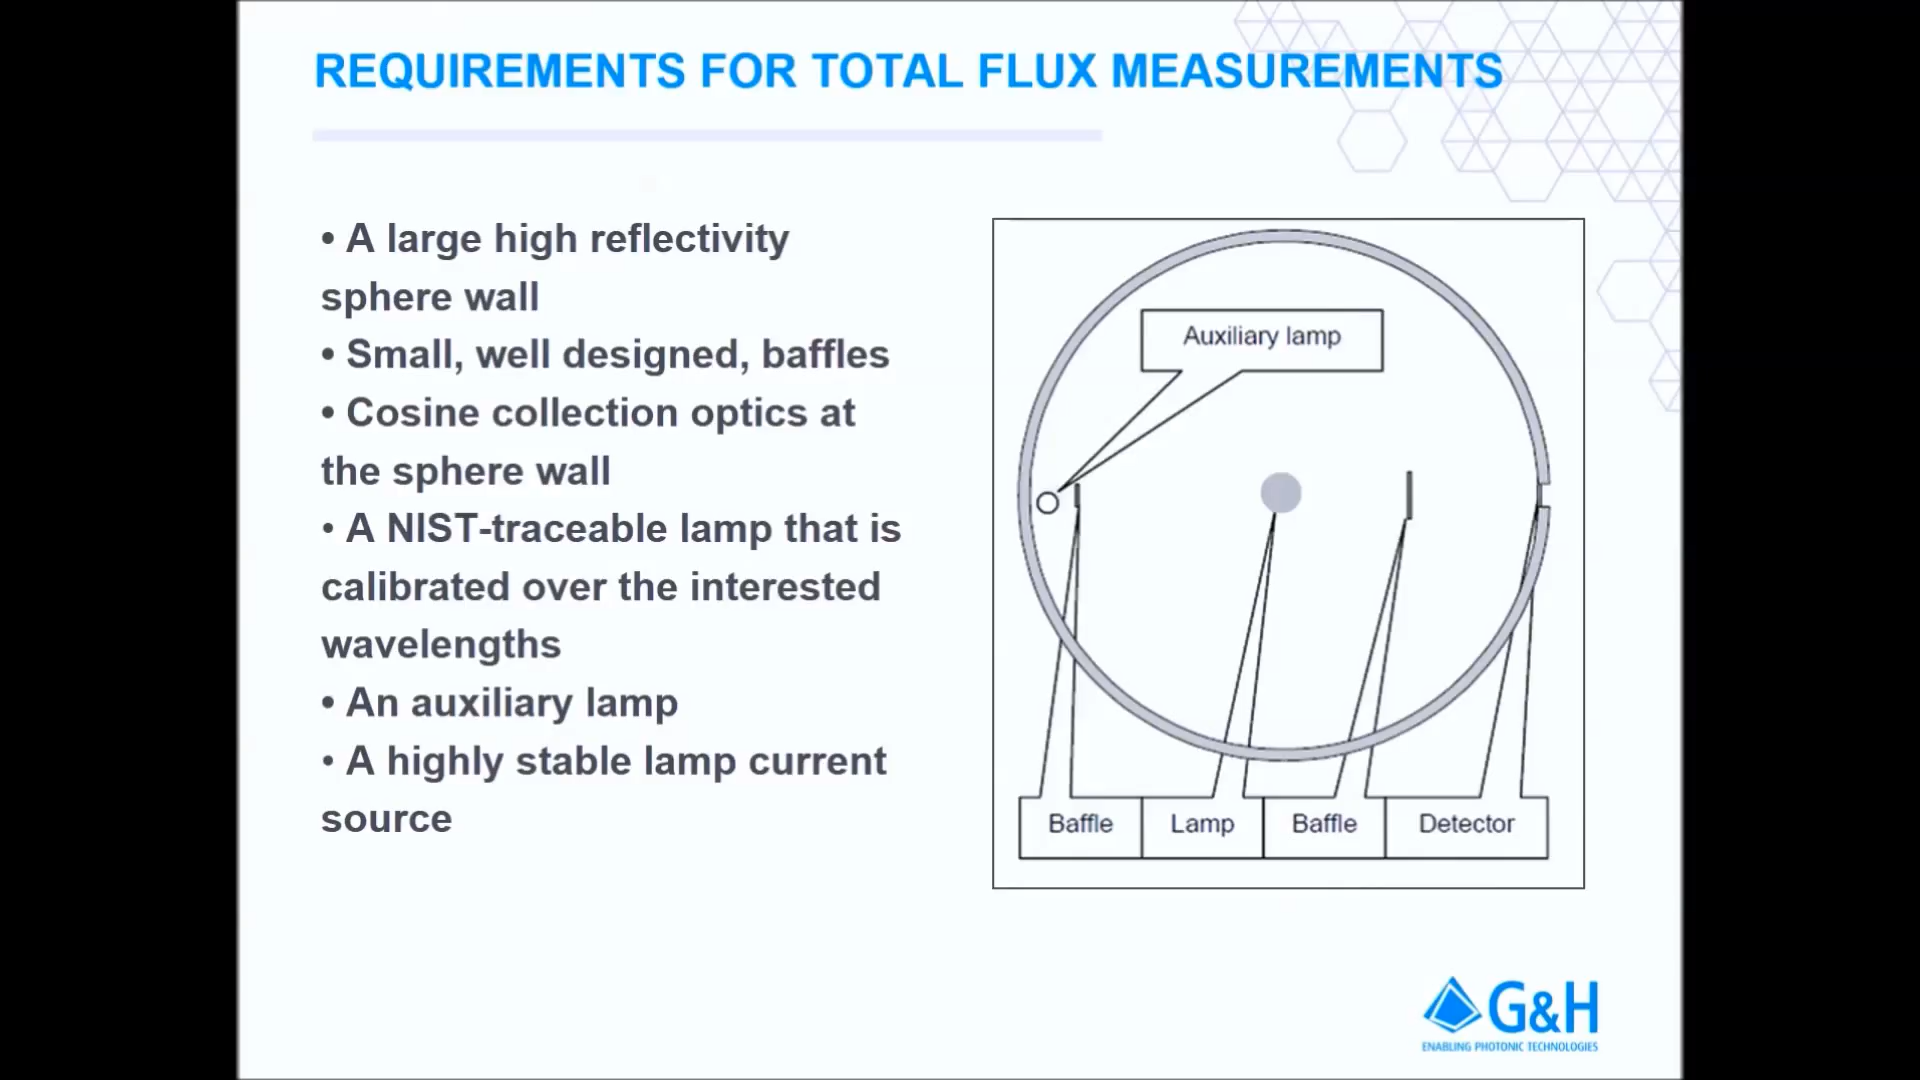 REQUIREMENTS FOR TOTAL FLUX MEASUREMENTS
• A large high reflectivity
sphere wall
• Small, well designed, baffles
• Cosine collection optics at
the sphere wall
• A NIST-traceable lamp that is
calibrated over the interested
wavelengths
• An auxiliary lamp
• A highly stable lamp current
source
Auxiliary lamp
Baffle
Lamp
Baffle
Detector
G&H
ENABLING PHOTONIC TECHNOLOGIES